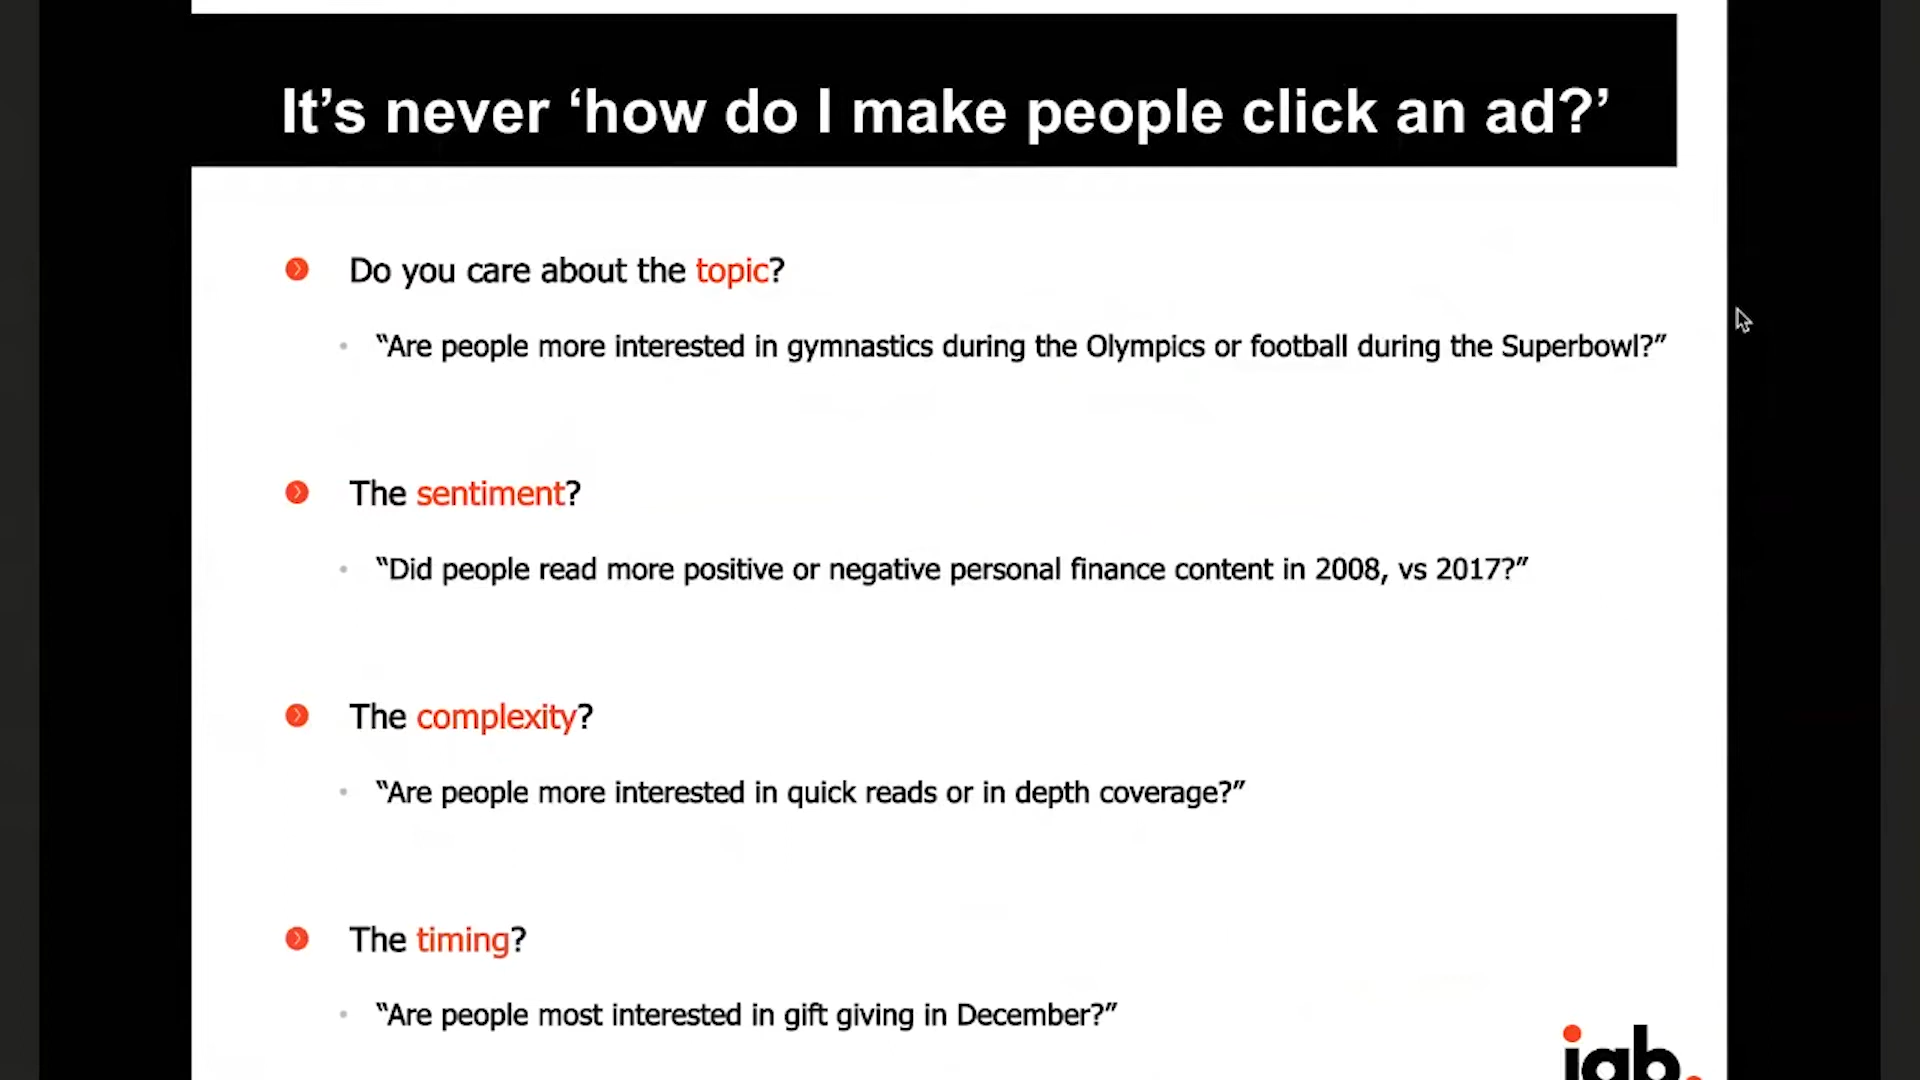 It’s never ‘how do I make people click an ad?’
Do you care about the topic?
“Are people more interested in gymnastics during the Olympics or football during the Superbowl?”
The sentiment?
“Did people read more positive or negative personal finance content in 2008, vs 2017?”
The complexity?
“Are people more interested in quick reads or in depth coverage?”
The timing?
“Are people most interested in gift giving in December?”
iab.